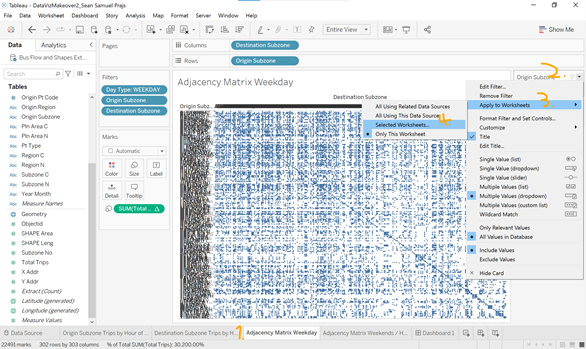 Tableau - DataVizMakeover2_Sean Samuel Prejs
File Data Worksheet Dashboard Story Analysis Map Format Server Window Help
Entire View
Show Me
Data Analytics
Bus Flow and Shapes Ext...
Search
Tables
Origin Pt Code
Origin Region
Origin Subzone
Pln Area C
Pln Area N
Pt Type
Region C
Region N
Subzone C
Subzone N
Year Month
Measure Names
Geometry
Objectid
SHAPE Area
SHAPE Leng
Subzone No
Total Trips
X Addr
Y Addr
Extract (Count)
Latitude (generated)
Longitude (generated)
Measure Values
Pages
Filters
Day Type: WEEKDAY
Origin Subzone
Destination Subzone
Marks
Automatic
Color Size Label
Detail Tooltip
SUM(Total ...
Columns Destination Subzone
Rows Origin Subzone
Adjacency Matrix Weekday
Destination Subzone
Origin Subz...
Origin Subzone
2.
Edit Filter...
Remove Filter
Apply to Worksheets
3.
Format Filter and Set Controls...
Customize
Title
Edit Title...
Single Value (list)
Single Value (dropdown)
Single Value (slider)
Multiple Values (list)
Multiple Values (dropdown)
Multiple Values (custom list)
Wildcard Match
Only Relevant Values
All Values in Database
Include Values
Exclude Values
Hide Card
All Using Related Data Sources
All Using This Data Source
Selected Worksheets...
4
Only This Worksheet
1.
Data Source Origin Subzone Trips by Hour of ... Destination Subzone Trips by H... Adjacency Matrix Weekday Adjacency Matrix Weekends / H... Dashboard 1
22491 marks 302 rows by 303 columns % of Total SUM(Total Trips): 30,200.00%